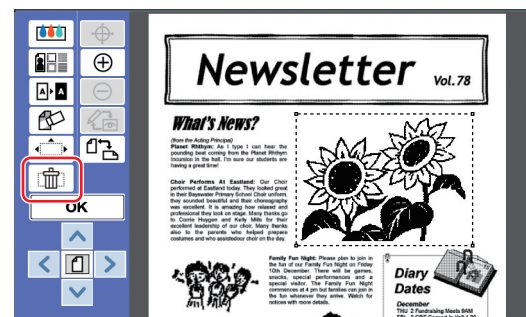 OK
Newsletter Vol.78
What's News?
(from the Acting Principal)
Planet Rhthym: As I type I can hear the
pounding beat coming from the Planet Rhthym
Incursion in the hall. I'm sure our students are
having a great time!
Choir Performs At Eastland: Our Choir
performed at Eastland today. They looked great
in their Bayswater Primary School Choir uniform,
they sounded beautiful and their choreography
was excellent. It is amazing how relaxed and
professional they look on stage. Many thanks go
to Corrie Huygen and Kelly Mills for their
excellent leadership of our choir. Many thanks
also to the parents who helped prepare
costumes and who assistedour choir on the day.
Family Fun Night: Please plan to join in
the fun of our Family Fun Night on Friday
10th December. There will be games,
snacks, special performances and a
special visitor. The Family Fun Night
commences at 4 pm but families can join in
the fun whenever they arrive. Watch for
notices with more details.
Diary
Dates
December
THU 2 Fundraising Meets 9AM